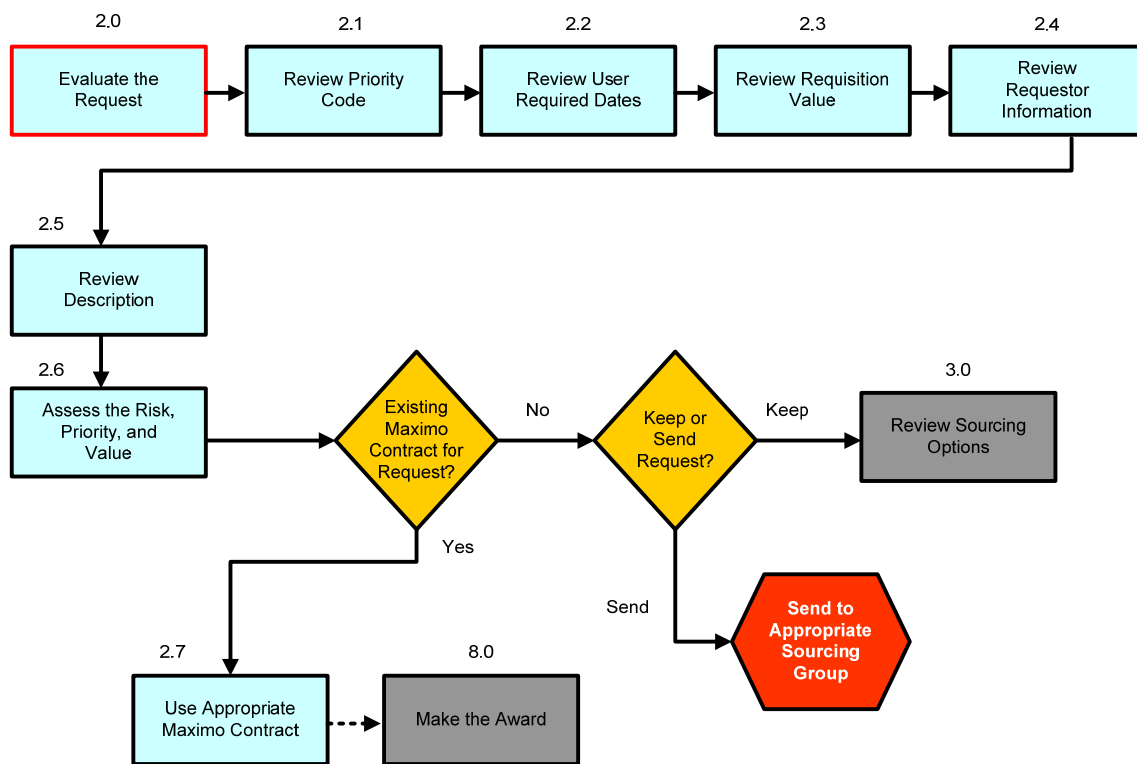 2.0
2.1
2.2
2.3
2.4
Evaluate the
Request
Review Priority
Code
Review User
Required Dates
Review Requisition
Value
Review
Requestor
Information
2.5
Review
Description
2.6
Assess the Risk,
Priority, and
Value
Existing
Maximo
Contract for
Request?
No
Keep or
Send
Request?
Keep
3.0
Review Sourcing
Options
Yes
Send
Send to
Appropriate
Sourcing
Group
2.7
Use Appropriate
Maximo Contract
8.0
Make the Award